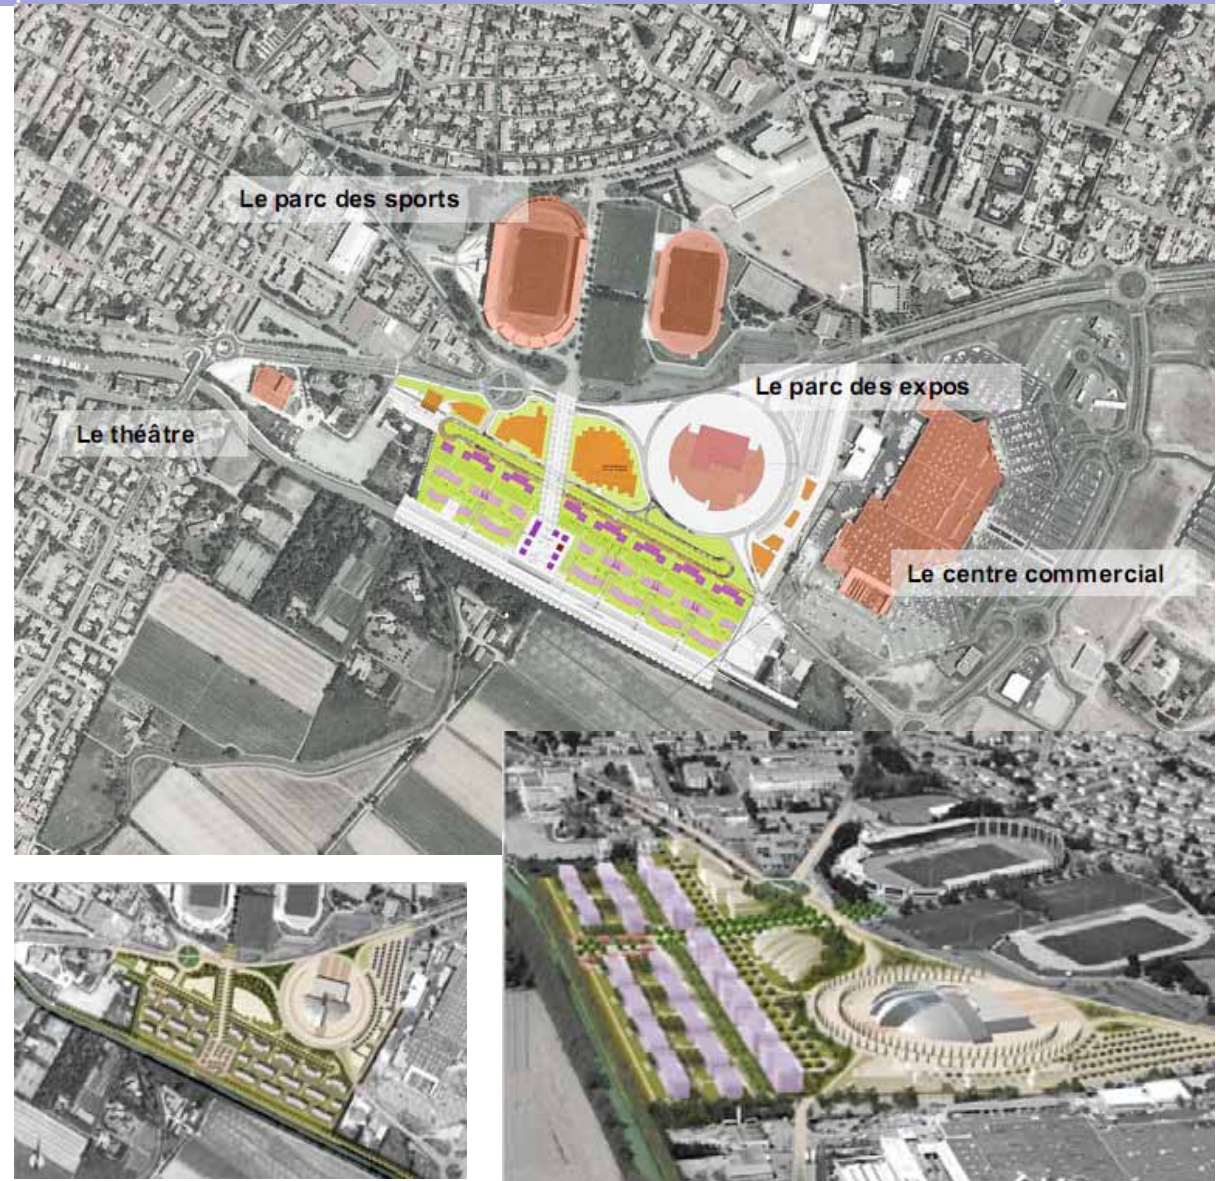 Le parc des sports
Le parc des expos
Le théâtre
Le centre commercial